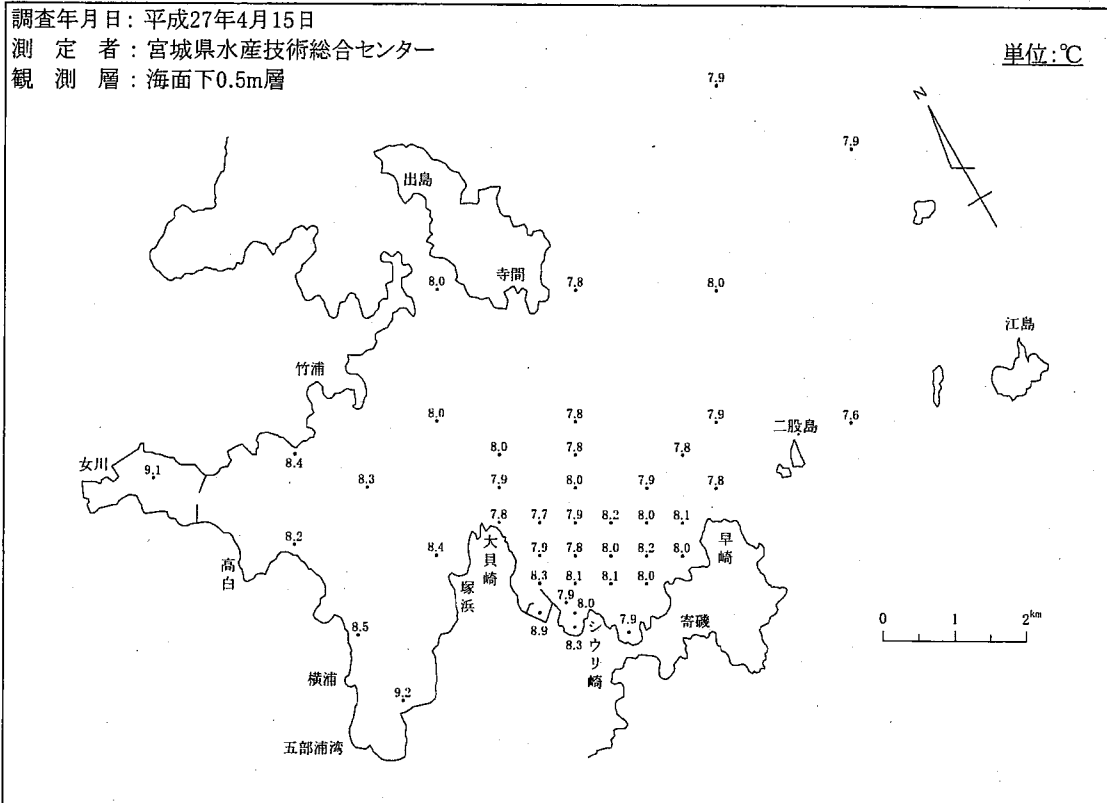 調査年月日：平成27年4月15日
測 定 者：宮城県水産技術総合センター
観 測 層：海面下0.5m層
単位：℃
7.9
N
7.9
出島
寺間
8.0
7.8
8.0
江島
竹浦
8.0
7.8
7.9
7.6
二股島
女川
9.1
8.4
8.0
7.8
7.8
8.3
7.9
8.0
7.9
7.8
7.8
7.7
7.9
8.2
8.0
8.1
8.2
8.4
大貝崎
7.9
7.8
8.0
8.2
8.0
早崎
高白
塚浜
8.3
8.1
8.1
8.0
7.9
8.0
8.9
8.3
シウリ崎
7.9
寄磯
0 1 2km
8.5
横浦
9.2
五部浦湾